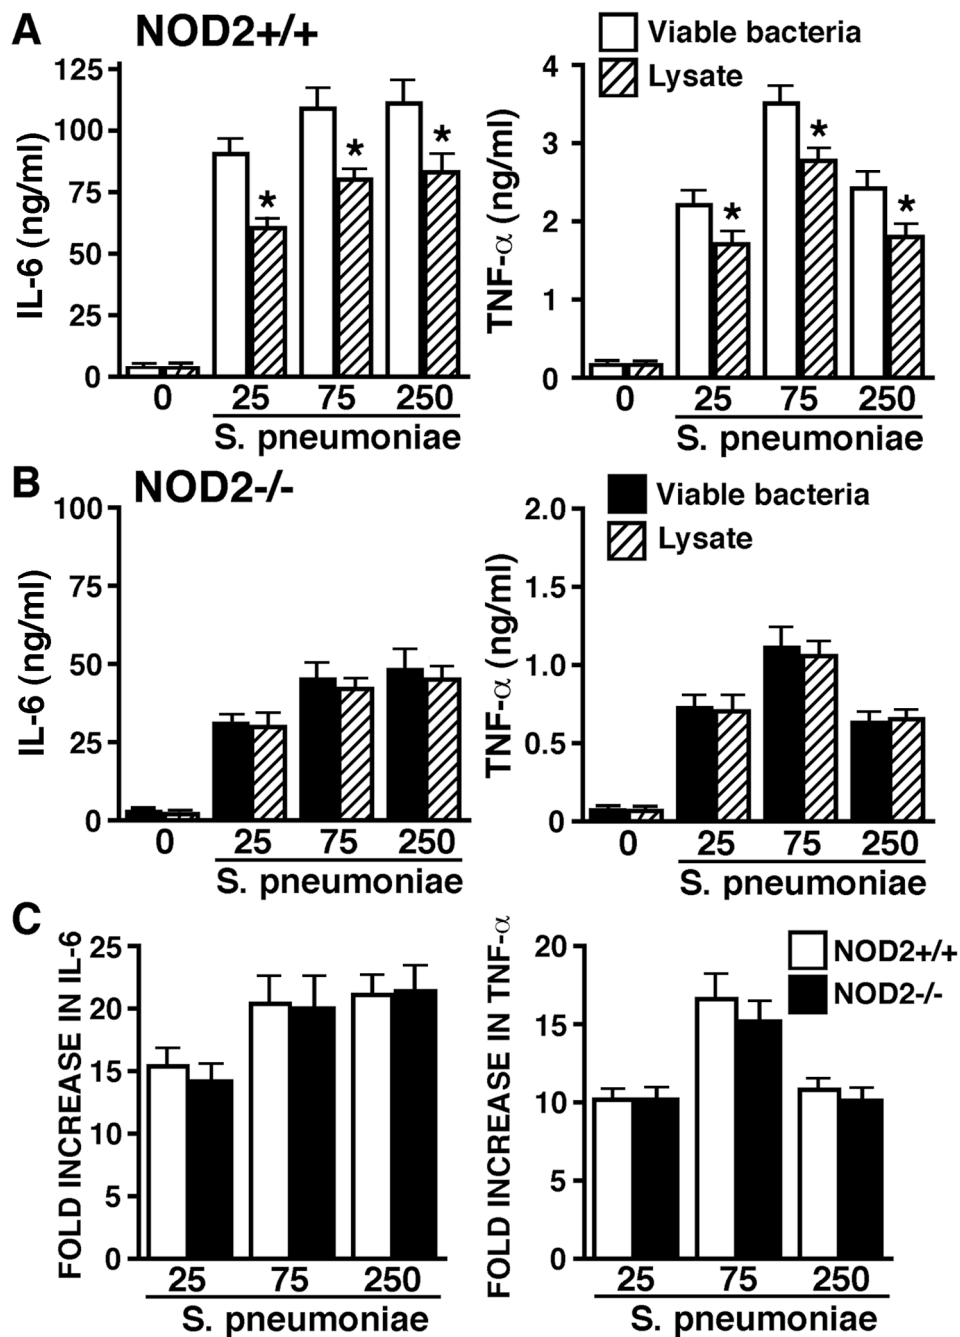 A NOD2+/+
Viable bacteria
Lysate
IL-6 (ng/ml)
125
100
75
50
25
0
* * *
0 25 75 250
S. pneumoniae
TNF-α (ng/ml)
4
3
2
1
0
* * *
0 25 75 250
S. pneumoniae
B NOD2-/-
Viable bacteria
Lysate
IL-6 (ng/ml)
100
75
50
25
0
0 25 75 250
S. pneumoniae
TNF-α (ng/ml)
2.0
1.5
1.0
0.5
0
0 25 75 250
S. pneumoniae
C
FOLD INCREASE IN IL-6
25
20
15
10
5
0
25 75 250
S. pneumoniae
FOLD INCREASE IN TNF-α
20
15
10
5
0
NOD2+/+
NOD2-/-
25 75 250
S. pneumoniae